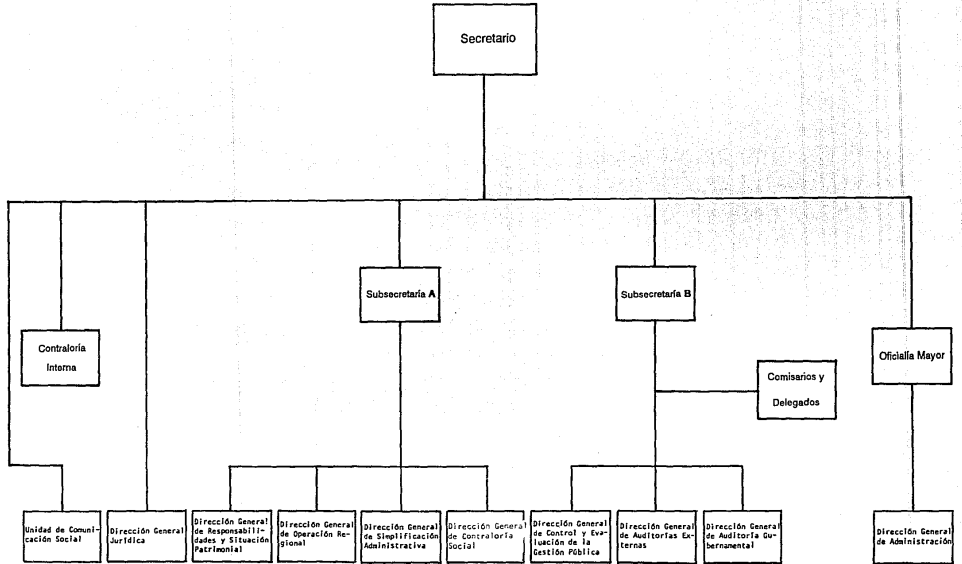 Secretario
Subsecretaría A
Subsecretaría B
Contraloría
Interna
Oficialía Mayor
Comisarios y
Delegados
Unidad de Comuni-
cación Social
Dirección General
Jurídica
Dirección General
de Responsabili-
dades y Situación
Patrimonial
Dirección General
de Operación Re-
gional
Dirección General
de Simplificación
Administrativa
Dirección General
de Contraloría
Social
Dirección General
de Control y Eva-
luación de la
Gestión Pública
Dirección General
de Auditorías Ex-
ternas
Dirección General
de Auditoría Gu-
bernamental
Dirección General
de Administración